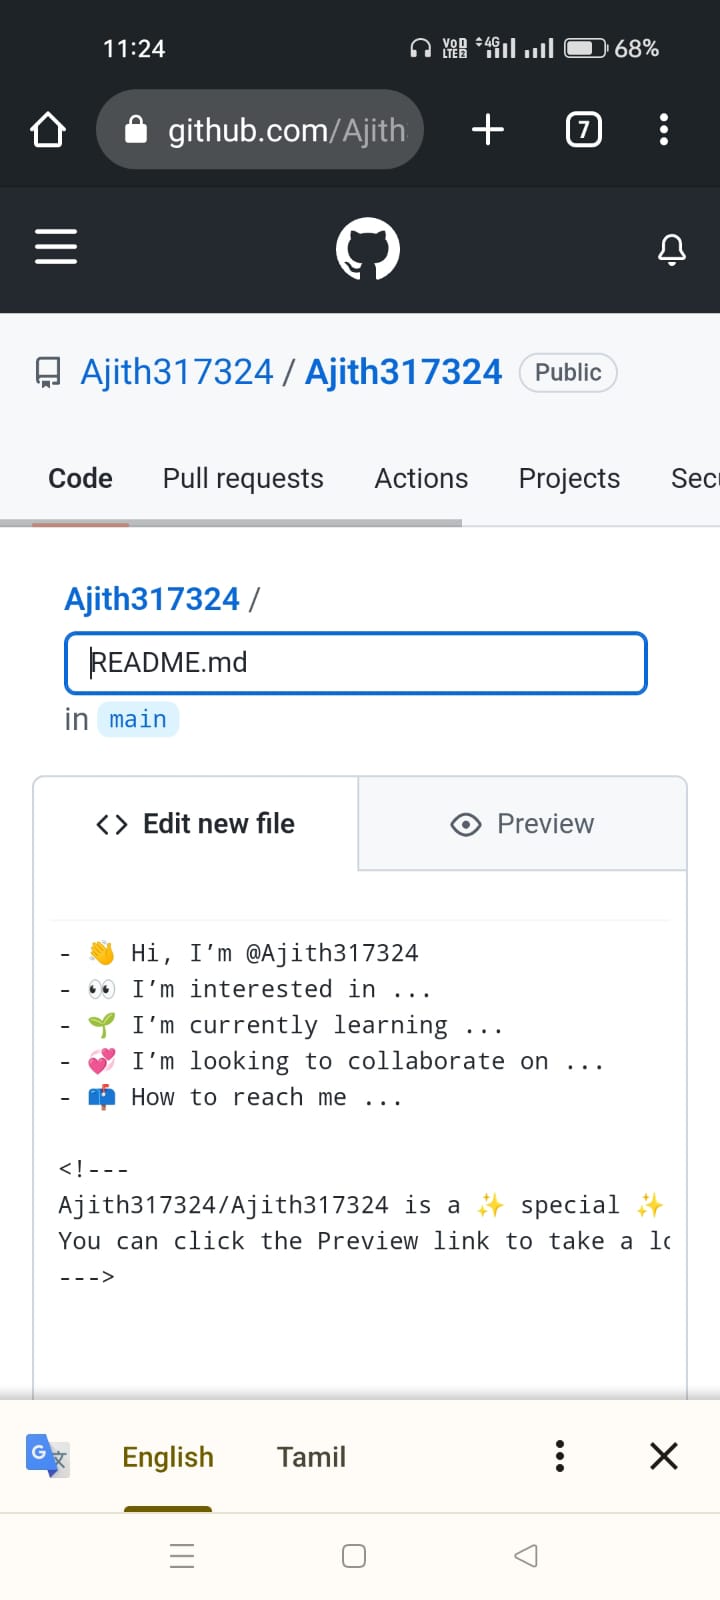 11:24
VoD LTE2 4G 68%
github.com/Ajith
7
Ajith317324 / Ajith317324 Public
Code Pull requests Actions Projects Sec
Ajith317324 /
README.md
in main
<> Edit new file Preview
- 👋 Hi, I’m @Ajith317324
- 👀 I’m interested in ...
- 🌱 I’m currently learning ...
- 💞️ I’m looking to collaborate on ...
- 📫 How to reach me ...
<!---
Ajith317324/Ajith317324 is a ✨ special ✨
You can click the Preview link to take a lo
--->
G 文
English Tamil